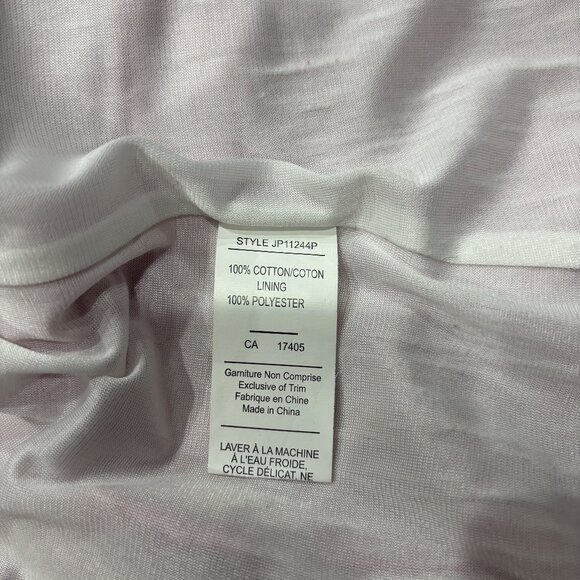 STYLE JP11244P
100% COTTON/COTON
LINING
100% POLYESTER
CA 17405
Garniture Non Comprise
Exclusive of Trim
Fabrique en Chine
Made in China
LAVER À LA MACHINE
À L'EAU FROIDE,
CYCLE DÉLICAT, NE